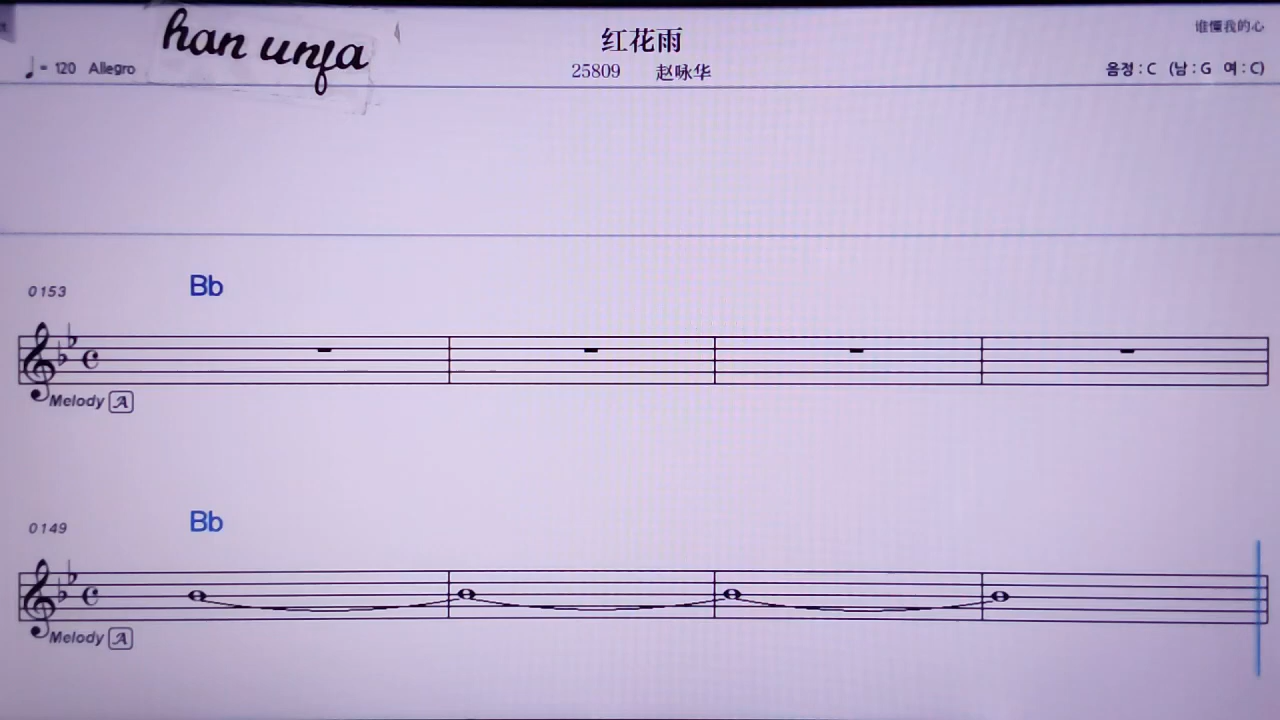 han unfa
红花雨
谁懂我的心
♩ = 120 Allegro
25809 赵咏华
음정 : C (남 : G 여 : C)
0153
Bb
Melody A
0149
Bb
Melody A